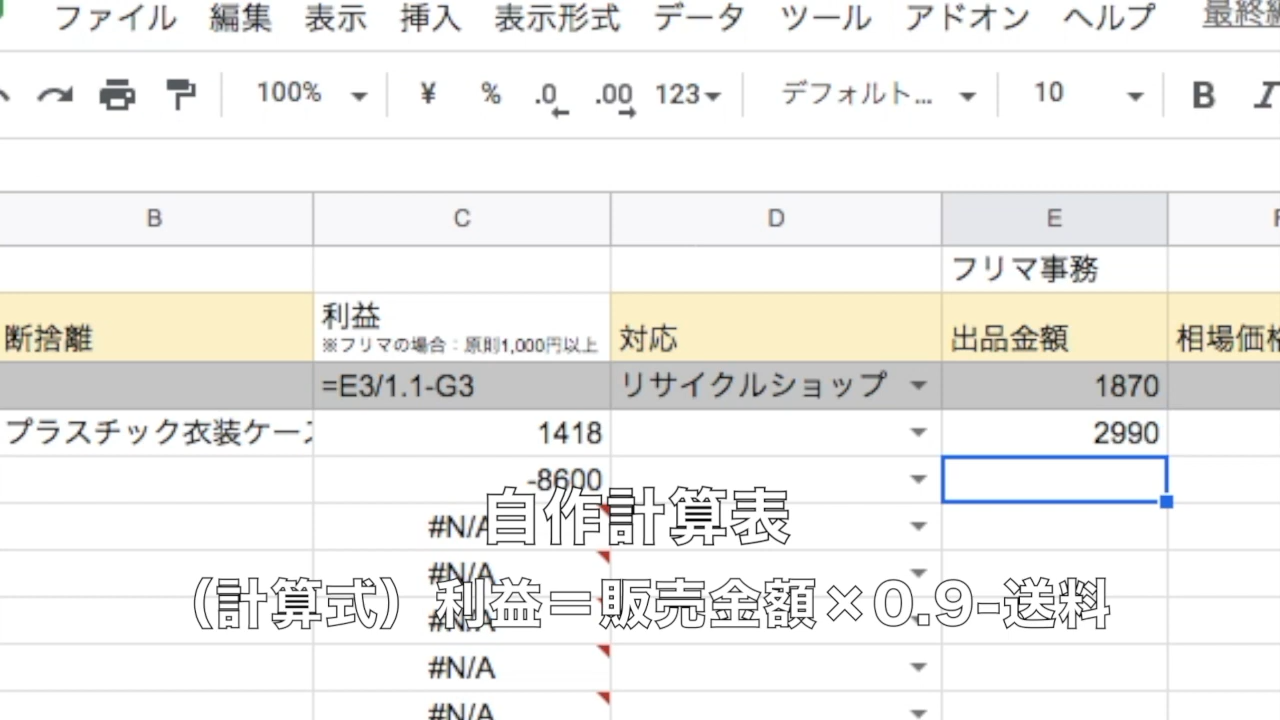 ファイル 編集 表示 挿入 表示形式 データ ツール アドオン ヘルプ 最終
100% ¥ % .0 .00 123 デフォルト... 10 B I
B C D E
フリマ事務
断捨離 利益 ※フリマの場合:原則1,000円以上 対応 出品金額 相場価格
=E3/1.1-G3 リサイクルショップ 1870
プラスチック衣装ケース 1418 2990
-8600
自作計算表
#N/A
#N/A
(計算式)利益=販売金額×0.9-送料
#N/A
#N/A
#N/A